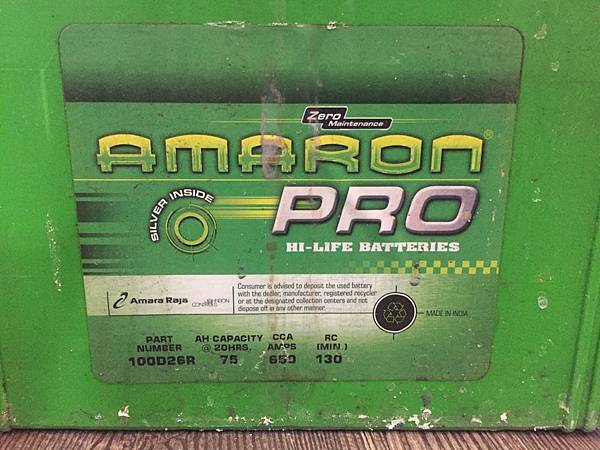 Zero
Maintenance
AMARON®
SILVER INSIDE
PRO
HI-LIFE BATTERIES
Amara Raja
JOHNSON
CONTROLS
Consumer is advised to deposit the used battery
with the dealer, manufacturer, registered recycler
or at the designated collection centers and not
dispose off in any other manner.
MADE IN INDIA
PART
NUMBER
100D26R
AH CAPACITY
@ 20HRS.
75
CCA
AMPS
650
RC
(MIN.)
130